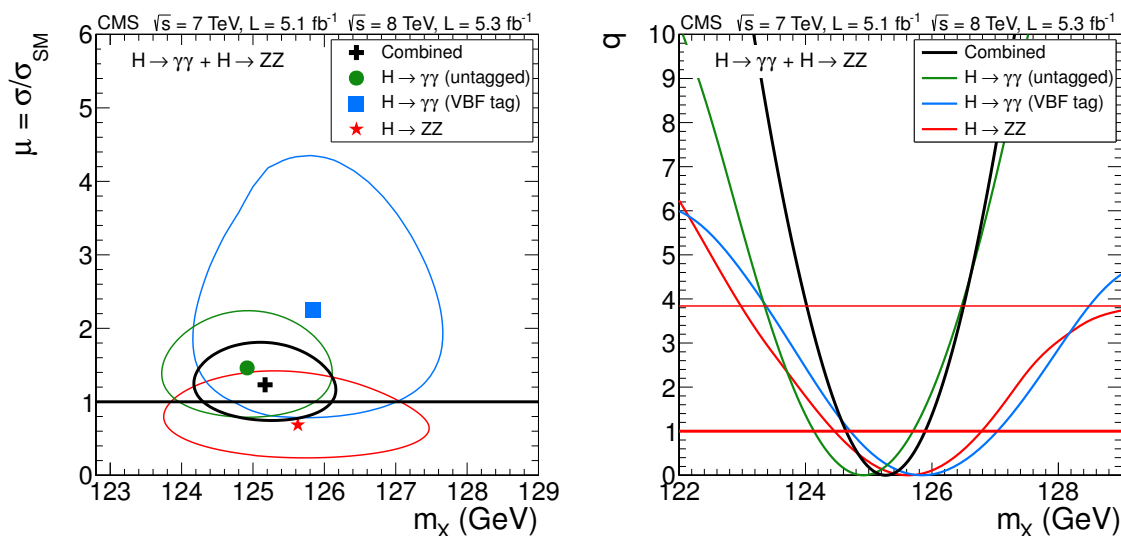 CMS √s = 7 TeV, L = 5.1 fb⁻¹ √s = 8 TeV, L = 5.3 fb⁻¹
μ = σ/σ_SM
H → γγ + H → ZZ
Combined
H → γγ (untagged)
H → γγ (VBF tag)
H → ZZ
6
5
4
3
2
1
0
123 124 125 126 127 128 129
m_X (GeV)
CMS √s = 7 TeV, L = 5.1 fb⁻¹ √s = 8 TeV, L = 5.3 fb⁻¹
q
H → γγ + H → ZZ
Combined
H → γγ (untagged)
H → γγ (VBF tag)
H → ZZ
10
9
8
7
6
5
4
3
2
1
0
122 124 126 128
m_X (GeV)